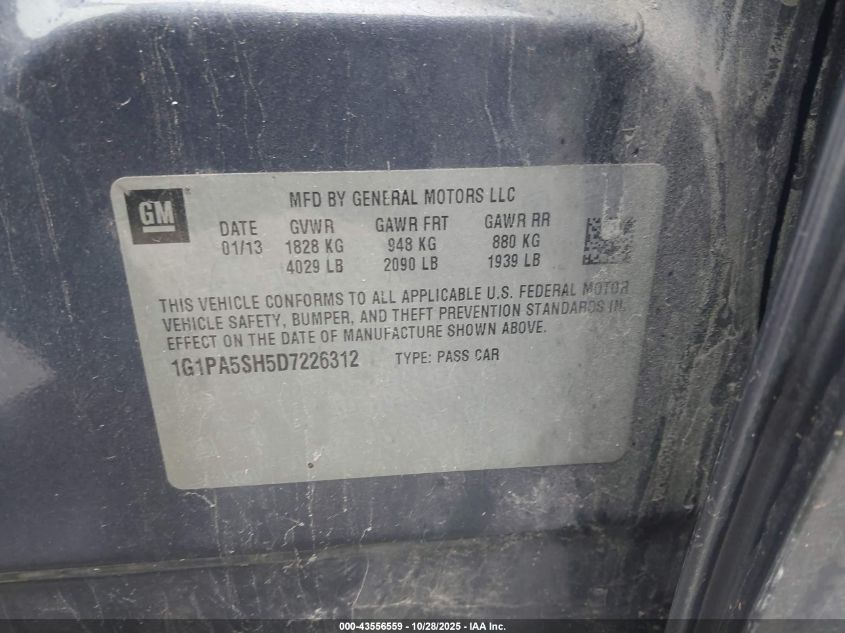 GM
MFD BY GENERAL MOTORS LLC
DATE GVWR GAWR FRT GAWR RR
01/13 1828 KG 948 KG 880 KG
4029 LB 2090 LB 1939 LB
THIS VEHICLE CONFORMS TO ALL APPLICABLE U.S. FEDERAL MOTOR
VEHICLE SAFETY, BUMPER, AND THEFT PREVENTION STANDARDS IN
EFFECT ON THE DATE OF MANUFACTURE SHOWN ABOVE.
1G1PA5SH5D7226312 TYPE: PASS CAR
000-43556559 - 10/28/2025 - IAA Inc.